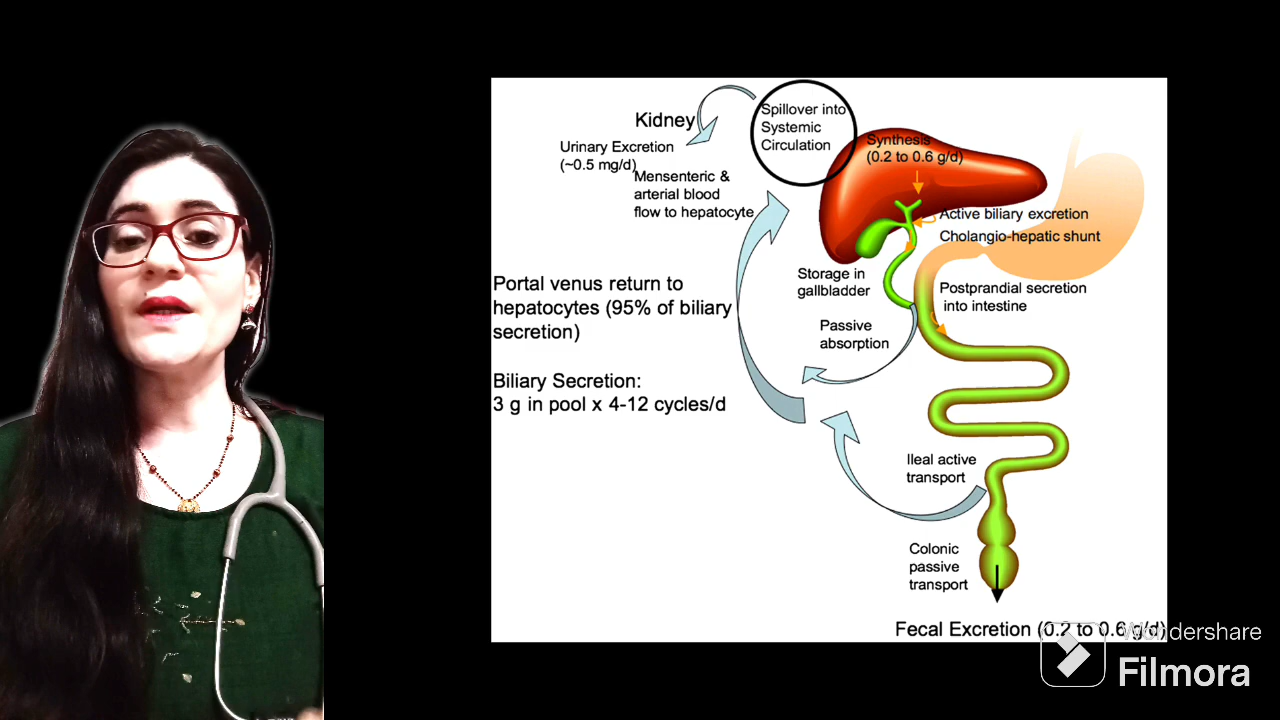 Kidney
Urinary Excretion
(~0.5 mg/d)
Spillover into
Systemic
Circulation
Mensenteric &
arterial blood
flow to hepatocyte
Synthesis
(0.2 to 0.6 g/d)
Active biliary excretion
Cholangio-hepatic shunt
Storage in
gallbladder
Postprandial secretion
into intestine
Portal venus return to
hepatocytes (95% of biliary
secretion)
Passive
absorption
Biliary Secretion:
3 g in pool x 4-12 cycles/d
Ileal active
transport
Colonic
passive
transport
Fecal Excretion (0.2 to 0.6 g/d)
Wondershare
Filmora